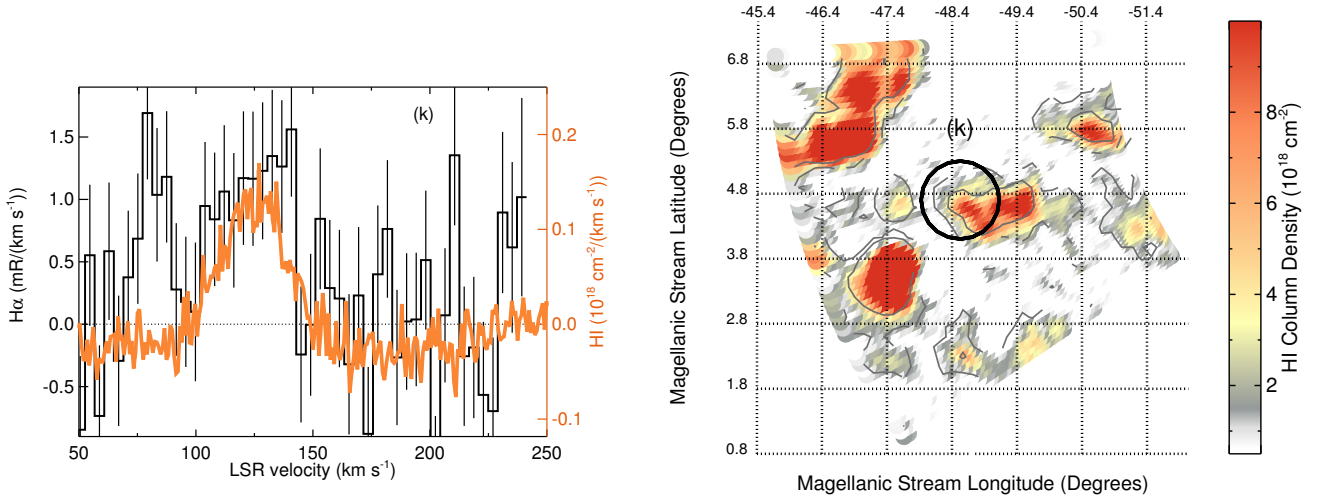 (k)
1.5
1.0
0.5
0.0
-0.5
Hα (mR/(km s⁻¹))
0.2
0.1
0.0
-0.1
HI (10¹⁸ cm⁻²/(km s⁻¹))
50 100 150 200 250
LSR velocity (km s⁻¹)
-45.4 -46.4 -47.4 -48.4 -49.4 -50.4 -51.4
6.8
5.8
4.8
3.8
2.8
1.8
0.8
(k)
Magellanic Stream Latitude (Degrees)
Magellanic Stream Longitude (Degrees)
8
6
4
2
HI Column Density (10¹⁸ cm⁻²)